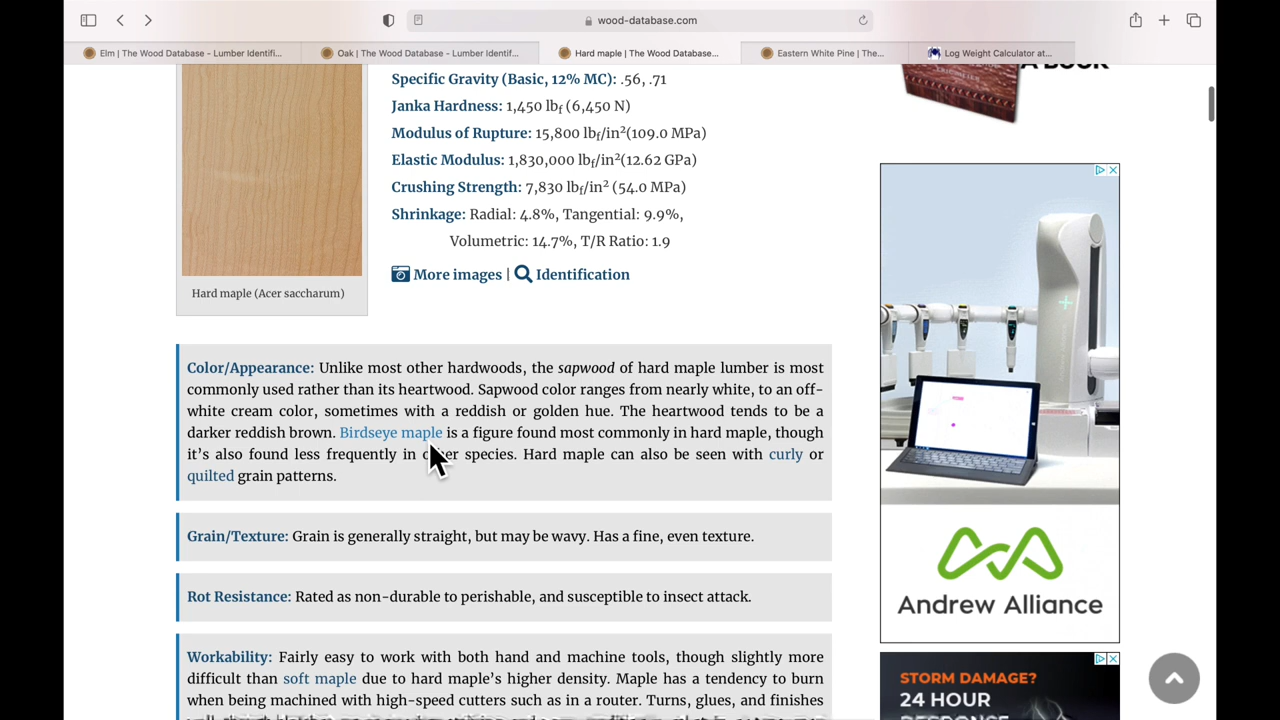 wood-database.com
Elm | The Wood Database - Lumber Identifi...
Oak | The Wood Database - Lumber Identif...
Hard maple | The Wood Database...
Eastern White Pine | The...
Log Weight Calculator at...
A BOOK
Specific Gravity (Basic, 12% MC): .56, .71
Janka Hardness: 1,450 lbf (6,450 N)
Modulus of Rupture: 15,800 lbf/in2(109.0 MPa)
Elastic Modulus: 1,830,000 lbf/in2(12.62 GPa)
Crushing Strength: 7,830 lbf/in2 (54.0 MPa)
Shrinkage: Radial: 4.8%, Tangential: 9.9%,
Volumetric: 14.7%, T/R Ratio: 1.9
More images | Identification
Hard maple (Acer saccharum)
Color/Appearance: Unlike most other hardwoods, the sapwood of hard maple lumber is most
commonly used rather than its heartwood. Sapwood color ranges from nearly white, to an off-
white cream color, sometimes with a reddish or golden hue. The heartwood tends to be a
darker reddish brown. Birdseye maple is a figure found most commonly in hard maple, though
it's also found less frequently in other species. Hard maple can also be seen with curly or
quilted grain patterns.
Grain/Texture: Grain is generally straight, but may be wavy. Has a fine, even texture.
Rot Resistance: Rated as non-durable to perishable, and susceptible to insect attack.
Workability: Fairly easy to work with both hand and machine tools, though slightly more
difficult than soft maple due to hard maple's higher density. Maple has a tendency to burn
when being machined with high-speed cutters such as in a router. Turns, glues, and finishes
Andrew Alliance
STORM DAMAGE?
24 HOUR
RESPONSE